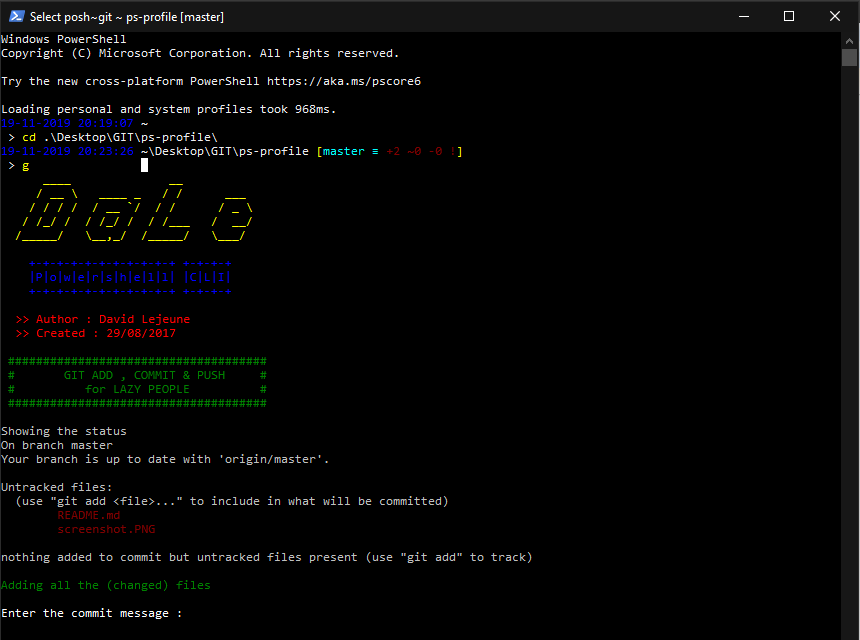 Select posh~git ~ ps-profile [master]
Windows PowerShell
Copyright (C) Microsoft Corporation. All rights reserved.
Try the new cross-platform PowerShell https://aka.ms/pscore6
Loading personal and system profiles took 968ms.
19-11-2019 20:19:07 ~
> cd .\Desktop\GIT\ps-profile\
19-11-2019 20:23:26 ~\Desktop\GIT\ps-profile [master ≡ +2 ~0 -0 !]
> g
DaLe
|P|o|w|e|r|s|h|e|l|l| |C|L|I|
>> Author : David Lejeune
>> Created : 29/08/2017
#####################################
# GIT ADD , COMMIT & PUSH #
# for LAZY PEOPLE #
#####################################
Showing the status
On branch master
Your branch is up to date with 'origin/master'.
Untracked files:
(use "git add <file>..." to include in what will be committed)
README.md
screenshot.PNG
nothing added to commit but untracked files present (use "git add" to track)
Adding all the (changed) files
Enter the commit message :